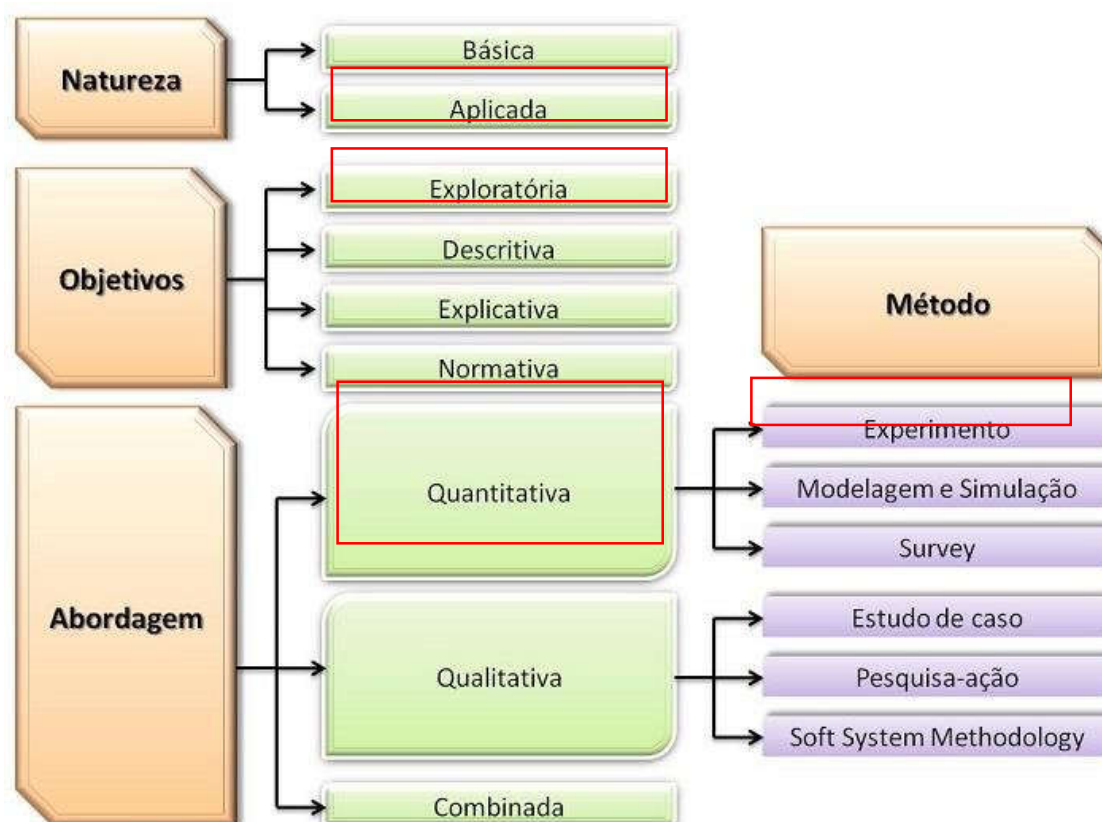 Natureza
Básica
Aplicada
Objetivos
Exploratória
Descritiva
Explicativa
Normativa
Abordagem
Quantitativa
Qualitativa
Combinada
Método
Experimento
Modelagem e Simulação
Survey
Estudo de caso
Pesquisa-ação
Soft System Methodology